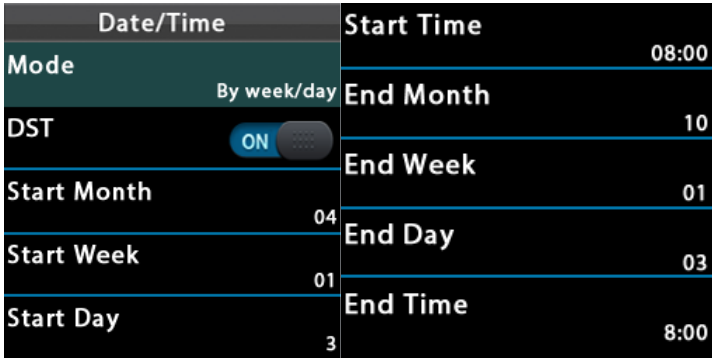 Date/Time
Mode
By week/day
DST
ON
Start Month
04
Start Week
01
Start Day
3
Start Time
08:00
End Month
10
End Week
01
End Day
03
End Time
8:00